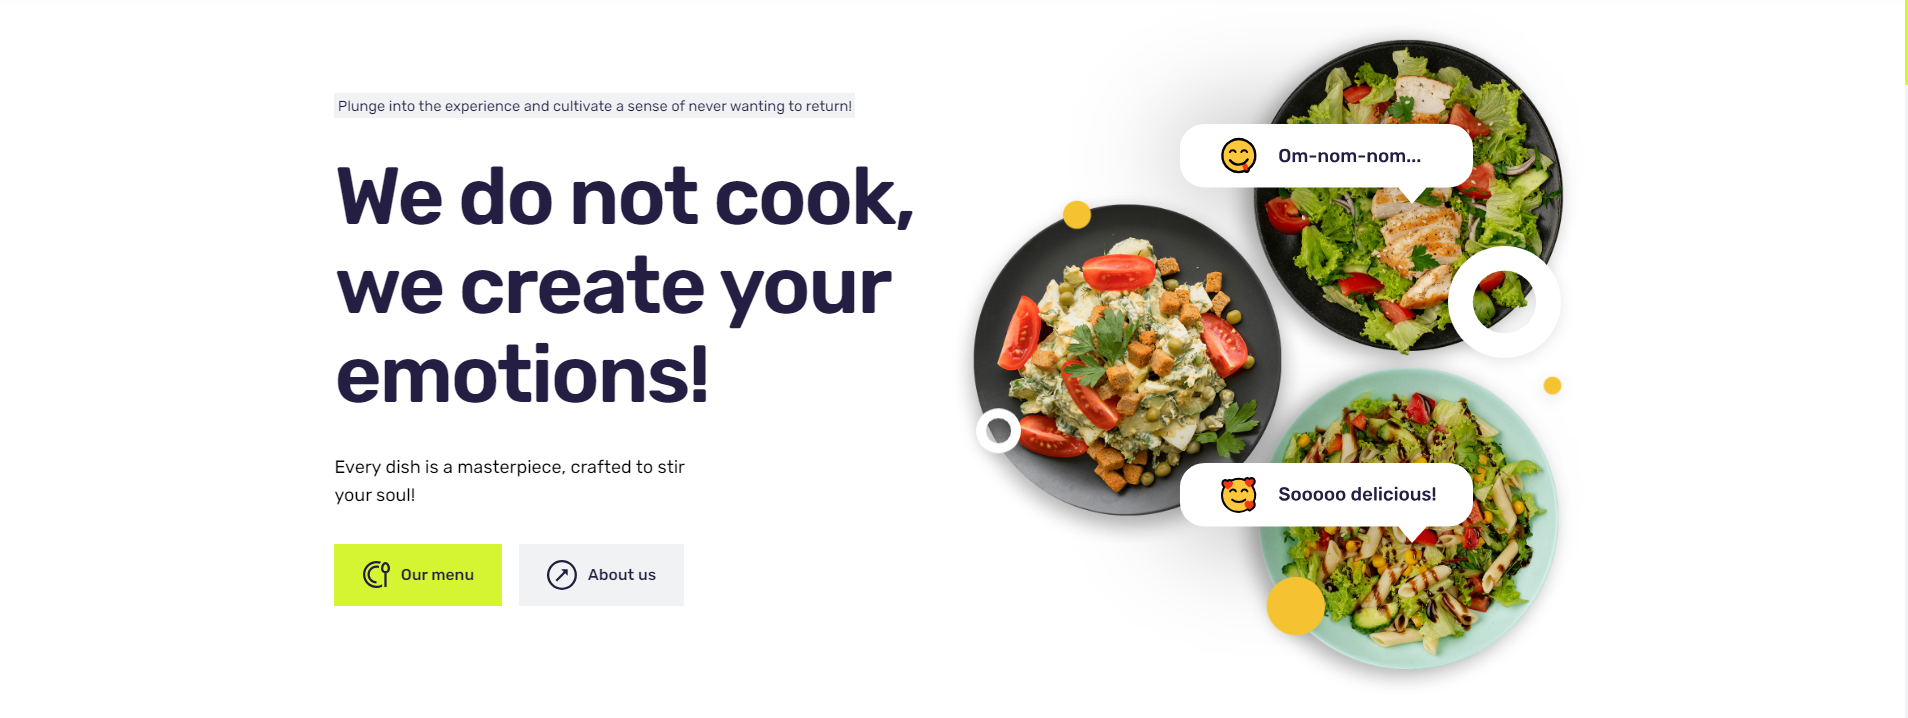 Plunge into the experience and cultivate a sense of never wanting to return!
We do not cook,
we create your
emotions!
Every dish is a masterpiece, crafted to stir
your soul!
Our menu
About us
Om-nom-nom...
Sooooo delicious!